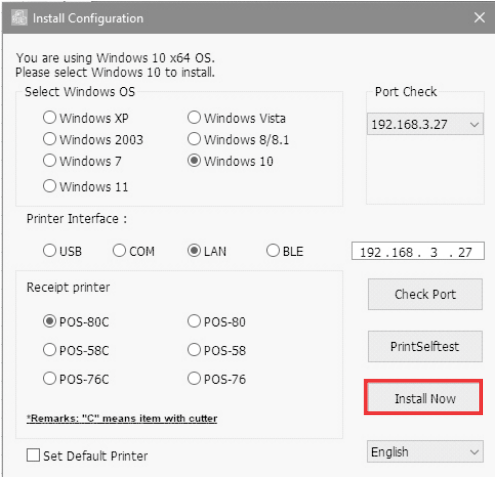 Install Configuration
You are using Windows 10 x64 OS.
Please select Windows 10 to install.
Select Windows OS
Port Check
Windows XP
Windows Vista
192.168.3.27
Windows 2003
Windows 8/8.1
Windows 7
Windows 10
Windows 11
Printer Interface :
USB
COM
LAN
BLE
192 .168 . 3 . 27
Receipt printer
Check Port
POS-80C
POS-80
POS-58C
POS-58
PrintSelftest
POS-76C
POS-76
Install Now
*Remarks: "C" means item with cutter
Set Default Printer
English